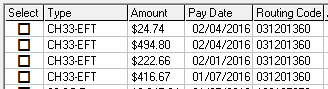 Select Type Amount Pay Date Routing Code
CH33-EFT $24.74 02/04/2016 031201360
CH33-EFT $494.80 02/04/2016 031201360
CH33-EFT $222.66 02/01/2016 031201360
CH33-EFT $416.67 01/07/2016 031201360